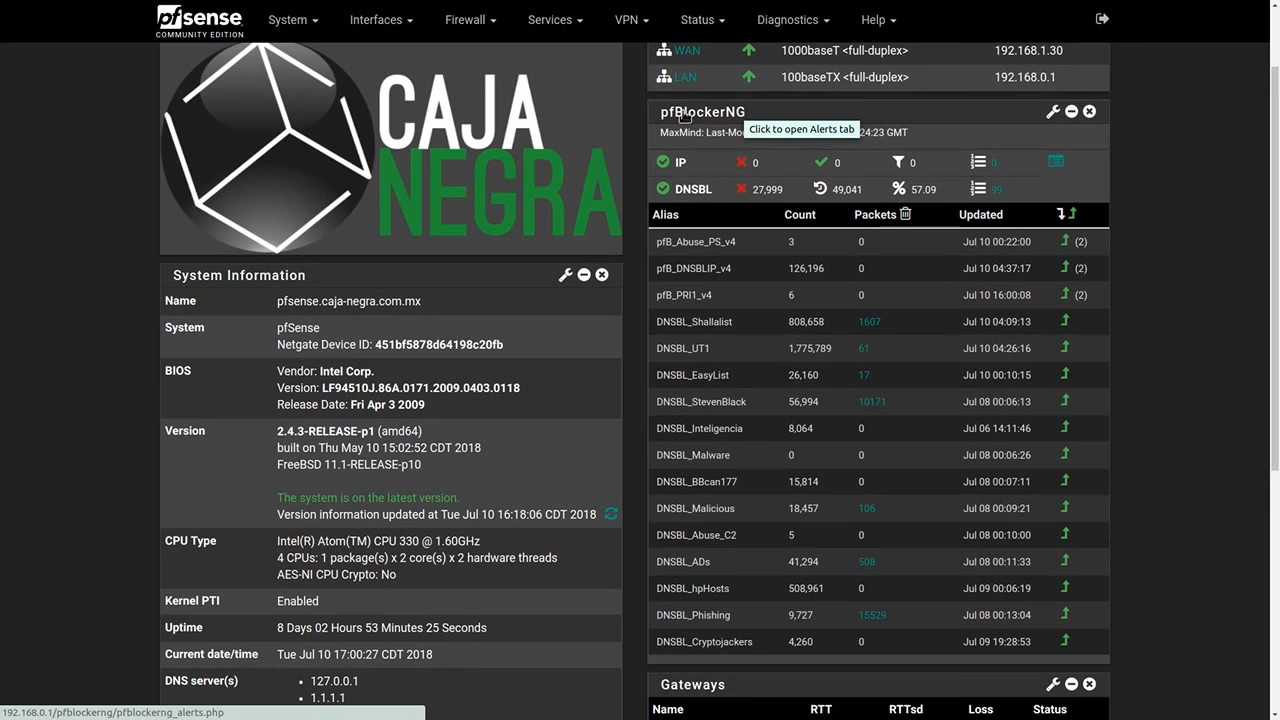 pfsense
COMMUNITY EDITION
System
Interfaces
Firewall
Services
VPN
Status
Diagnostics
Help
CAJA
NEGRA
System Information
Name pfsense.caja-negra.com.mx
System pfSense
Netgate Device ID: 451bf5878d64198c20fb
BIOS Vendor: Intel Corp.
Version: LF94510J.86A.0171.2009.0403.0118
Release Date: Fri Apr 3 2009
Version 2.4.3-RELEASE-p1 (amd64)
built on Thu May 10 15:02:52 CDT 2018
FreeBSD 11.1-RELEASE-p10
The system is on the latest version.
Version information updated at Tue Jul 10 16:18:06 CDT 2018
CPU Type Intel(R) Atom(TM) CPU 330 @ 1.60GHz
4 CPUs: 1 package(s) x 2 core(s) x 2 hardware threads
AES-NI CPU Crypto: No
Kernel PTI Enabled
Uptime 8 Days 02 Hours 53 Minutes 25 Seconds
Current date/time Tue Jul 10 17:00:27 CDT 2018
DNS server(s) • 127.0.0.1
• 1.1.1.1
WAN 1000baseT <full-duplex> 192.168.1.30
LAN 100baseTX <full-duplex> 192.168.0.1
pfBlockerNG
Click to open Alerts tab
MaxMind: 24:23 GMT
IP 0 0 0 0
DNSBL 27,999 49,041 57.09 99
Alias Count Packets Updated
pfB_Abuse_PS_v4 3 0 Jul 10 00:22:00 (2)
pfB_DNSBLIP_v4 126,196 0 Jul 10 04:37:17 (2)
pfB_PRI1_v4 6 0 Jul 10 16:00:08 (2)
DNSBL_Shallalist 808,658 1607 Jul 10 04:09:13
DNSBL_UT1 1,775,789 61 Jul 10 04:26:16
DNSBL_EasyList 26,160 17 Jul 10 00:10:15
DNSBL_StevenBlack 56,994 10171 Jul 08 00:06:13
DNSBL_Inteligencia 8,064 0 Jul 06 14:11:46
DNSBL_Malware 0 0 Jul 08 00:06:26
DNSBL_BBcan177 15,814 0 Jul 08 00:07:11
DNSBL_Malicious 18,457 106 Jul 08 00:09:21
DNSBL_Abuse_C2 5 0 Jul 08 00:10:00
DNSBL_ADs 41,294 508 Jul 08 00:11:33
DNSBL_hpHosts 508,961 0 Jul 08 00:06:19
DNSBL_Phishing 9,727 15529 Jul 08 00:13:04
DNSBL_Cryptojackers 4,260 0 Jul 09 19:28:53
Gateways
Name RTT RTTsd Loss Status
192.168.0.1/pfblockerng/pfblockerng_alerts.php